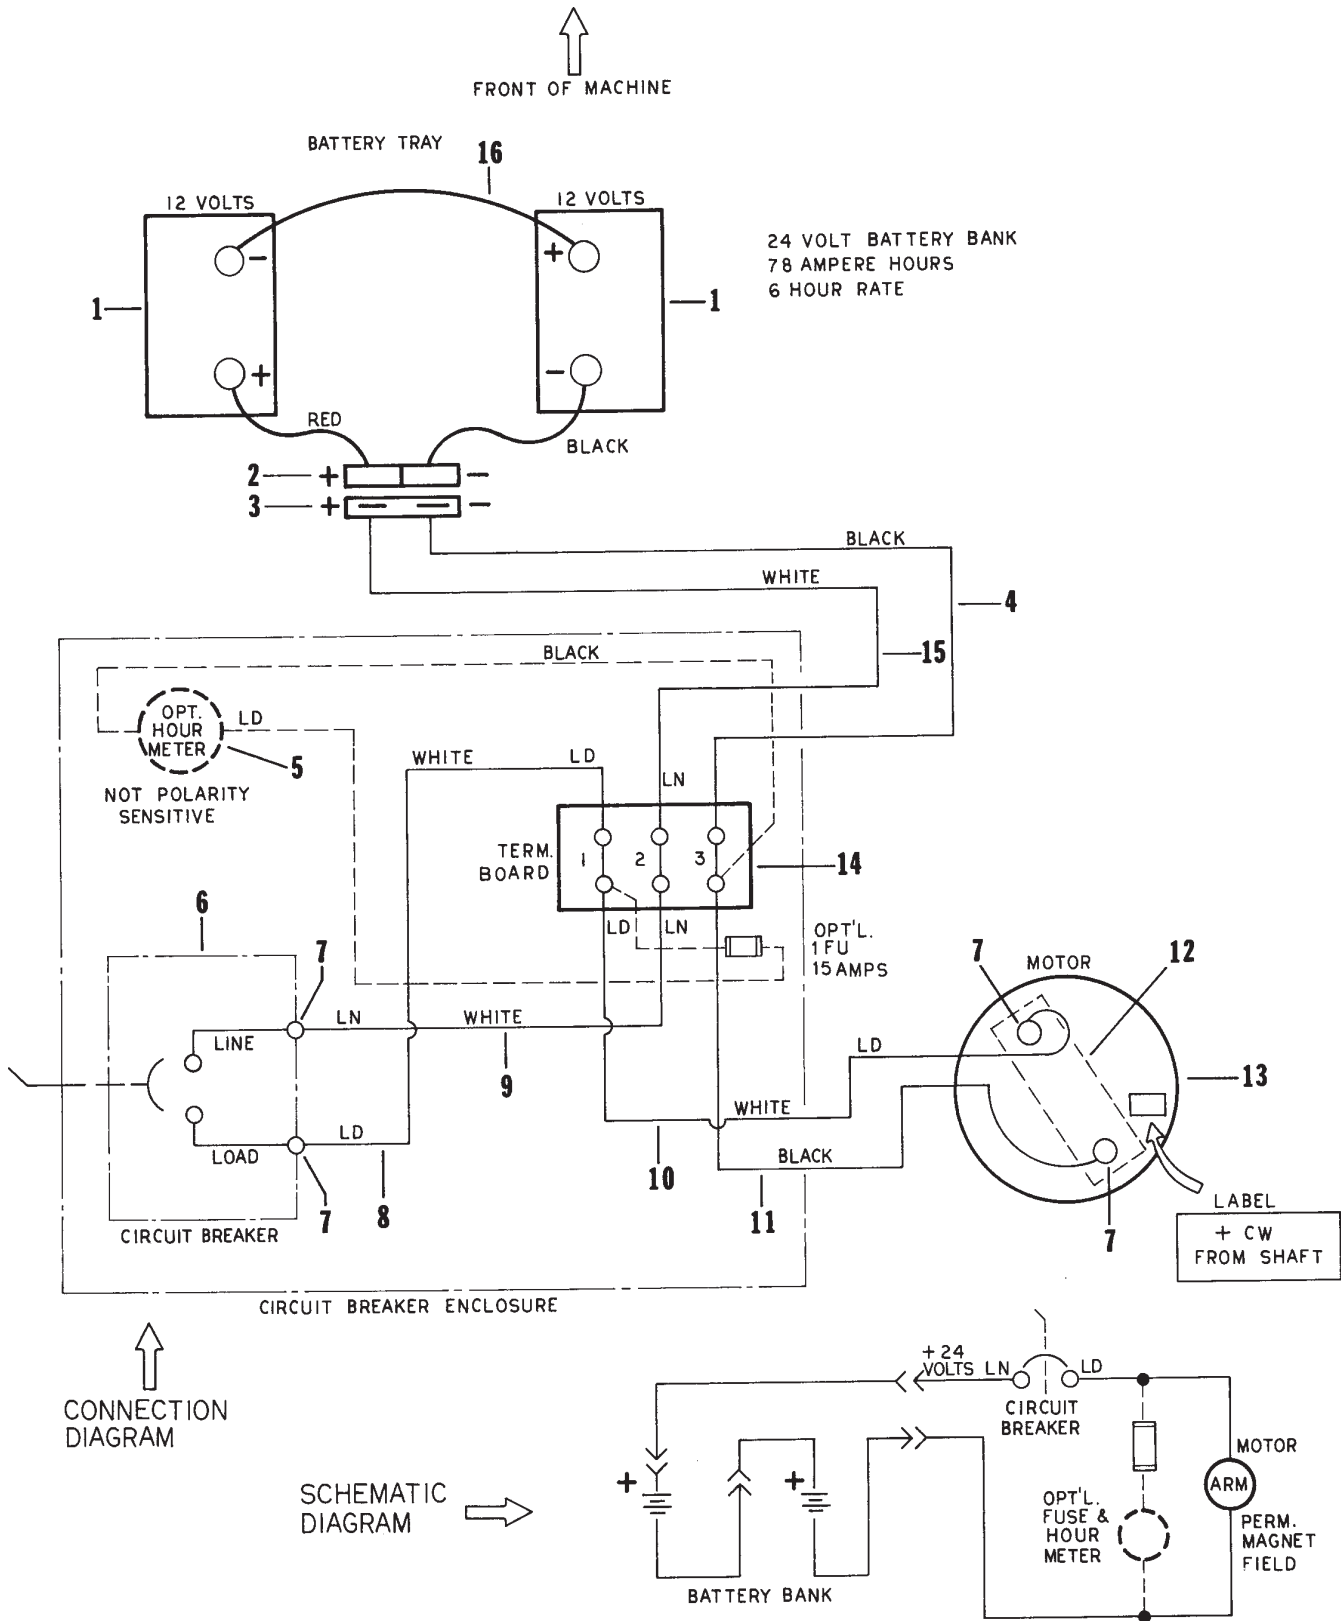 FRONT OF MACHINE
BATTERY TRAY
16
12 VOLTS
12 VOLTS
24 VOLT BATTERY BANK
78 AMPERE HOURS
6 HOUR RATE
-
+
1
1
+
-
RED
BLACK
2
+
-
3
+
-
BLACK
WHITE
4
15
BLACK
OPT.
HOUR
METER
LD
5
NOT POLARITY
SENSITIVE
WHITE
LD
LN
TERM.
BOARD
1
2
3
14
LD
LN
OPT'L.
1 FU
15 AMPS
6
7
LINE
LN
WHITE
9
LOAD
LD
7
8
CIRCUIT BREAKER
7
MOTOR
12
LD
13
WHITE
10
BLACK
11
7
LABEL
+ CW
FROM SHAFT
CIRCUIT BREAKER ENCLOSURE
CONNECTION
DIAGRAM
SCHEMATIC
DIAGRAM
+24
VOLTS
LN
LD
CIRCUIT
BREAKER
+
+
MOTOR
ARM
OPT'L.
FUSE &
HOUR
METER
PERM.
MAGNET
FIELD
BATTERY BANK